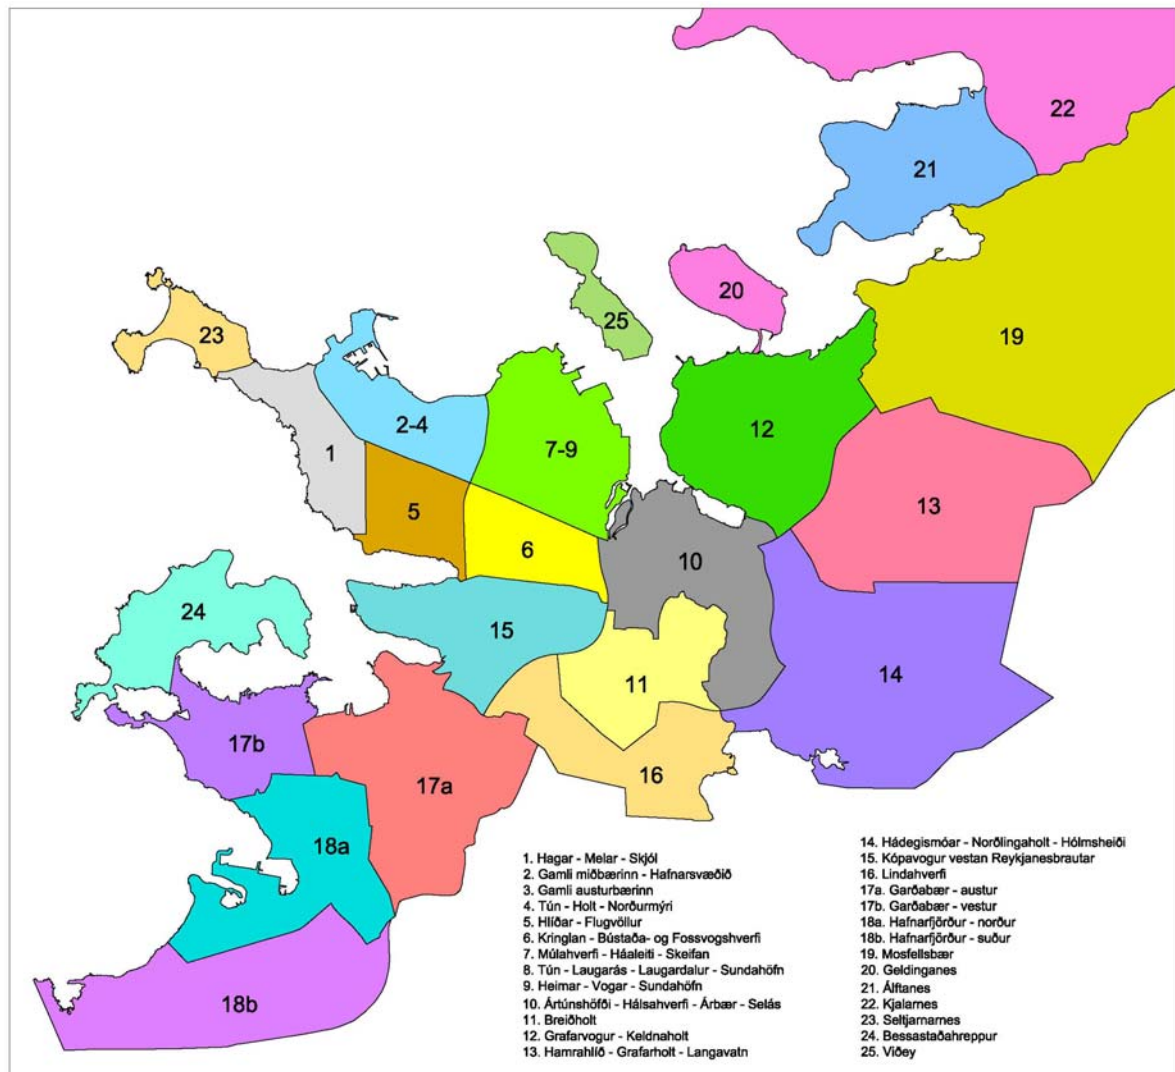 22
21
20
25
19
23
2-4
7-9
12
1
5
13
6
10
24
15
11
14
17b
16
17a
18a
18b
1. Hagar - Melar - Skjól
2. Gamli miðbærinn - Hafnarsvæðið
3. Gamli austurbærinn
4. Tún - Holt - Norðurmýri
5. Hlíðar - Flugvöllur
6. Kringlan - Bústaða- og Fossvogshverfi
7. Múlahverfi - Háaleiti - Skeifan
8. Tún - Laugarás - Laugardalur - Sundahöfn
9. Heimar - Vogar - Sundahöfn
10. Ártúnshöfði - Hálsahverfi - Árbær - Selás
11. Breiðholt
12. Grafarvogur - Keldnaholt
13. Hamrahlíð - Grafarholt - Langavatn
14. Hádegismóar - Norðlingaholt - Hólmsheiði
15. Kópavogur vestan Reykjanesbrautar
16. Lindahverfi
17a. Garðabær - austur
17b. Garðabær - vestur
18a. Hafnarfjörður - norður
18b. Hafnarfjörður - suður
19. Mosfellsbær
20. Geldinganes
21. Álftanes
22. Kjalarnes
23. Seltjarnarnes
24. Bessastaðahreppur
25. Viðey